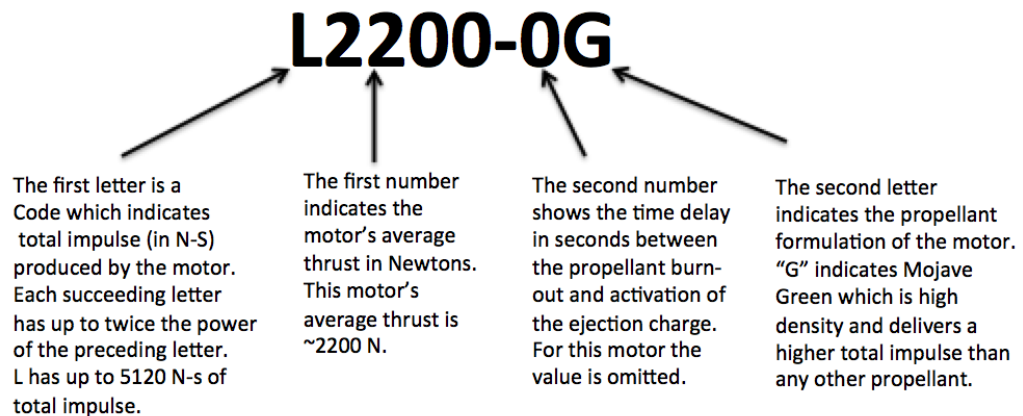 L2200-0G
The first letter is a
Code which indicates
total impulse (in N-S)
produced by the motor.
Each succeeding letter
has up to twice the power
of the preceding letter.
L has up to 5120 N-s of
total impulse.
The first number
indicates the
motor's average
thrust in Newtons.
This motor's
average thrust is
~2200 N.
The second number
shows the time delay
in seconds between
the propellant burn-
out and activation of
the ejection charge.
For this motor the
value is omitted.
The second letter
indicates the propellant
formulation of the motor.
“G” indicates Mojave
Green which is high
density and delivers a
higher total impulse than
any other propellant.